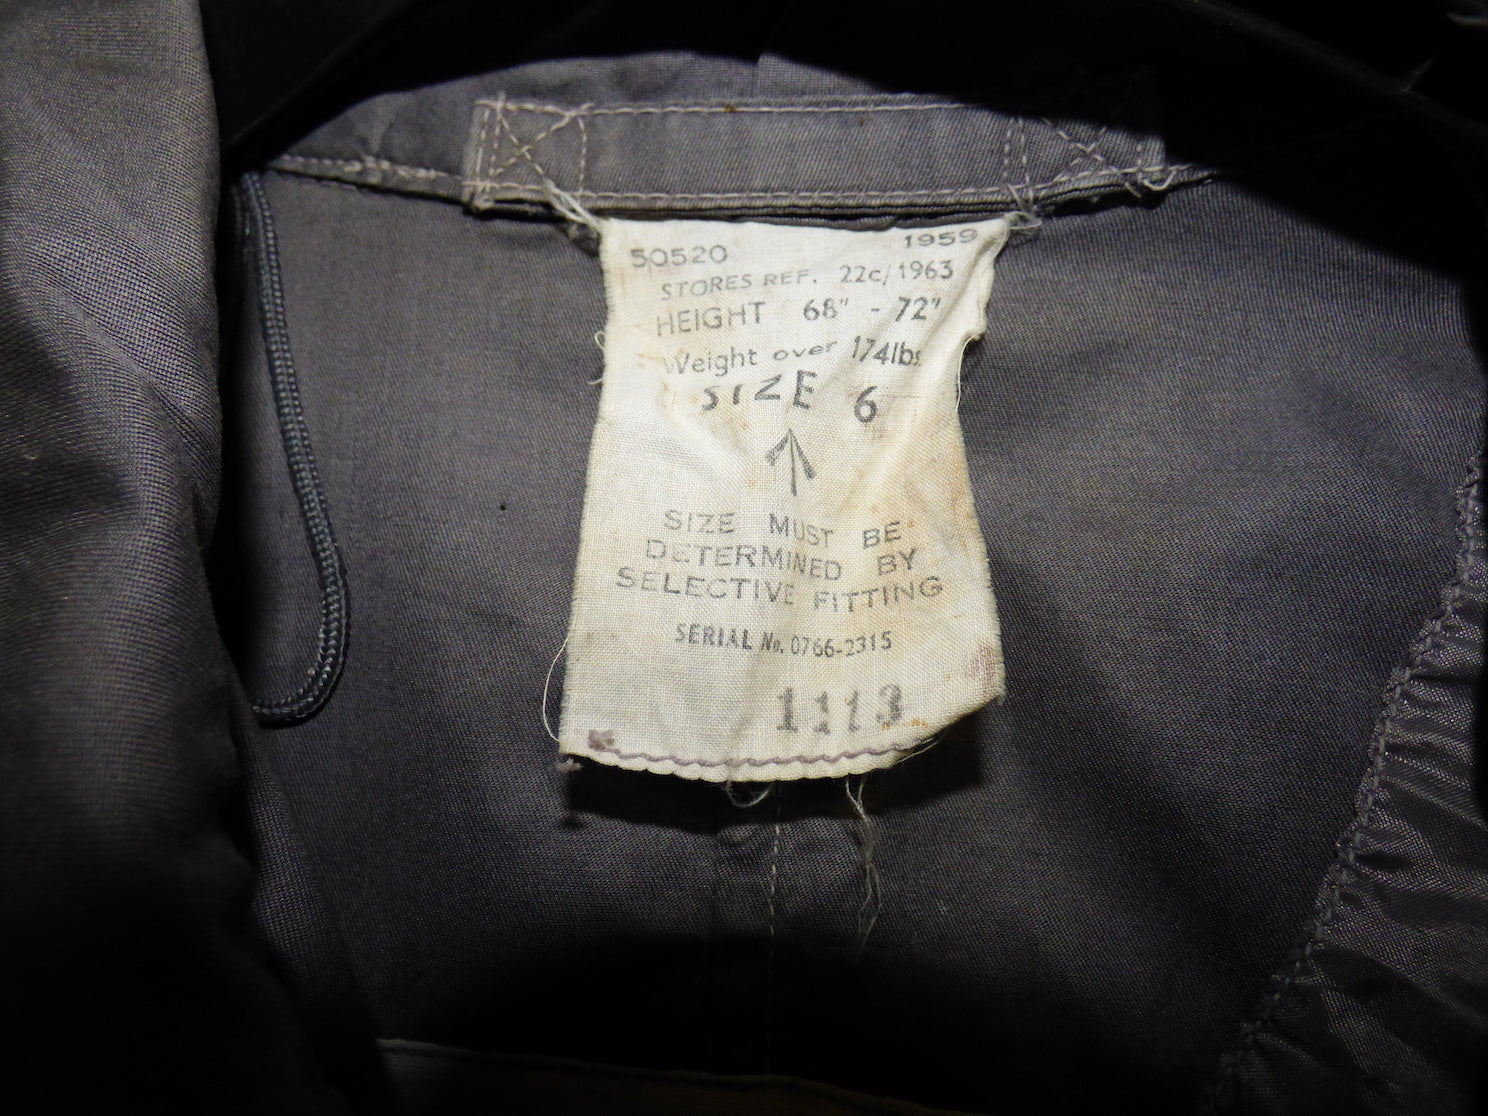 50520 1959
STORES REF. 22c/1963
HEIGHT 68" - 72"
Weight over 174lbs.
SIZE 6
SIZE MUST BE
DETERMINED BY
SELECTIVE FITTING
SERIAL No. 0766-2315
1113